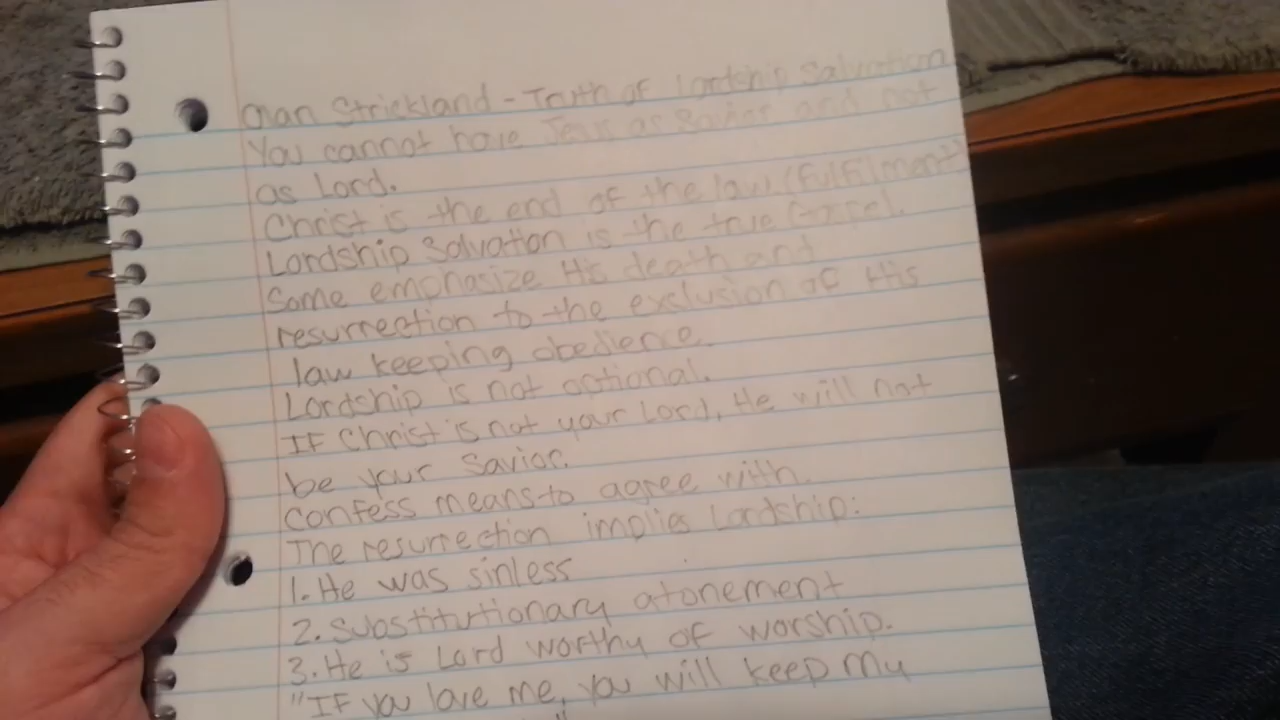 Strickland - Truth of Lordship Salvation
You cannot have Jesus as Savior and not
as Lord.
Christ is the end of the law (fulfilment)
Lordship Salvation is the true Gospel.
Some emphasize His death and
resurrection to the exclusion of His
law keeping obedience.
Lordship is not optional.
If Christ is not your Lord, He will not
be your Savior.
Confess means to agree with.
The resurrection implies Lordship:
1. He was sinless
2. Substitutionary atonement
3. He is Lord worthy of worship.
"If you love me, you will keep My